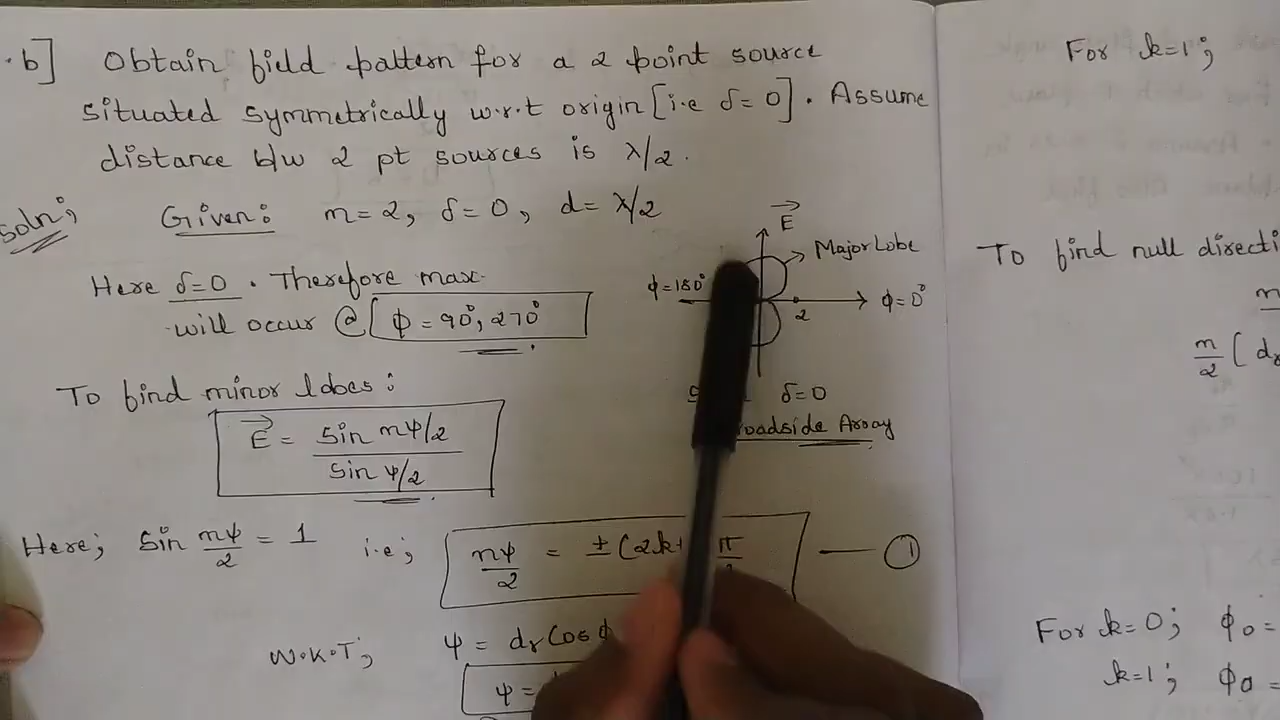 .b] Obtain field pattern for a 2 point source
situated symmetrically w.r.t origin [i.e δ=0]. Assume
distance b/w 2 pt sources is λ/2.
Soln;
Given: n=2, δ=0, d=λ/2
Here δ=0. Therefore max.
will occur @ φ=90°, 270°
E
Major Lobe
φ=180°
φ=0°
2
δ=0
Array
To find minor lobes:
E = Sin nψ/2 / Sin ψ/2
Here; Sin nψ/2 = 1 i.e; nψ/2 = ±(2k+ π — ①
W.K.T; ψ = dr Cos φ
ψ =
For k=1;
To find null directi
n
n/2 [ dr
For k=0; φ0 =
k=1; φ0 =